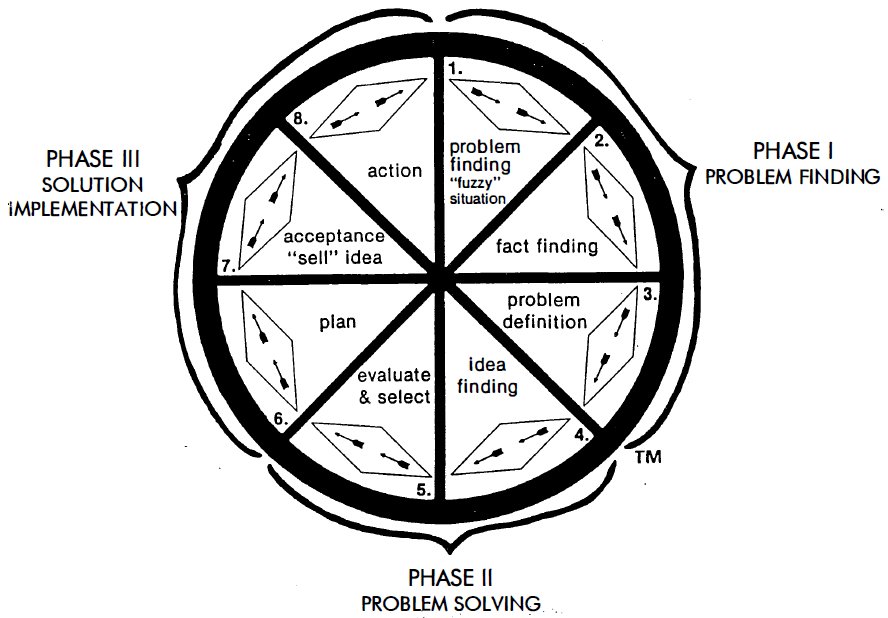 1.
problem
finding
"fuzzy"
situation
2.
fact finding
3.
problem
definition
4.
idea
finding
5.
evaluate
& select
6.
plan
7.
acceptance
"sell" idea
8.
action
PHASE I
PROBLEM FINDING
TM
PHASE II
PROBLEM SOLVING
PHASE III
SOLUTION
IMPLEMENTATION